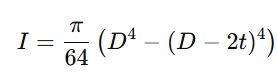 I = π/64 (D⁴ − (D − 2t)⁴)